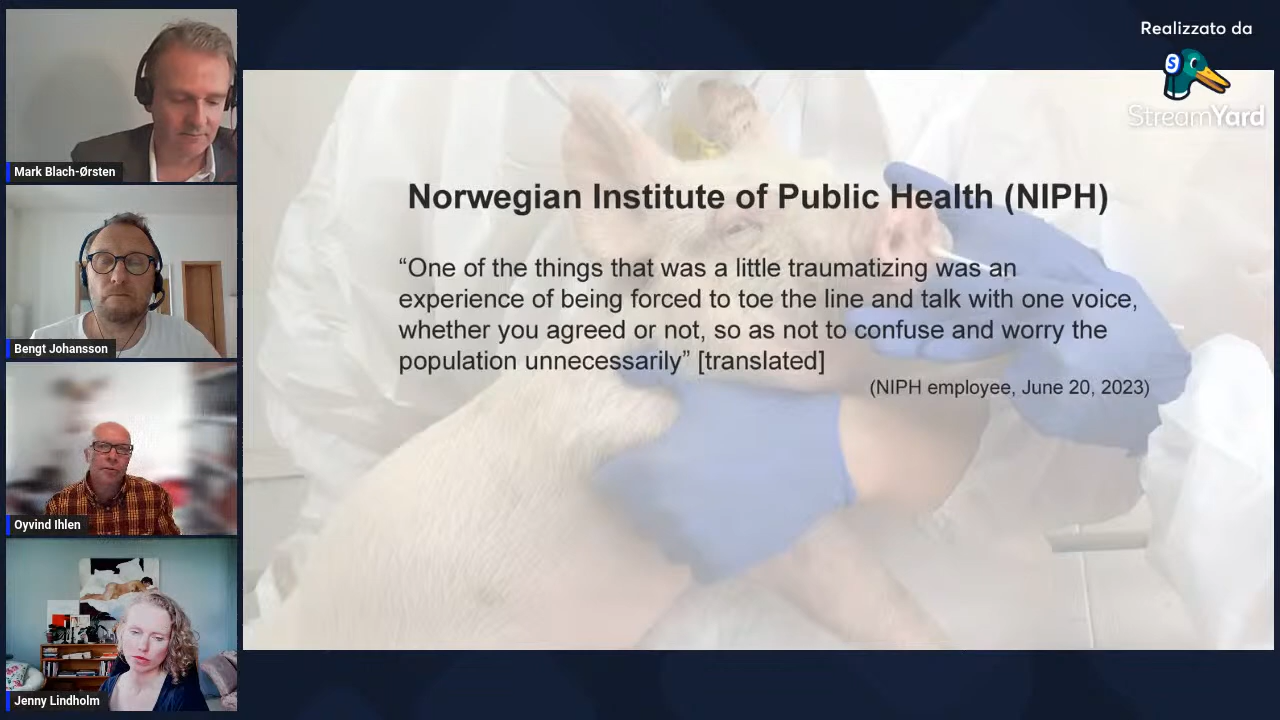 Realizzato da
StreamYard
Mark Blach-Ørsten
Bengt Johansson
Oyvind Ihlen
Jenny Lindholm
Norwegian Institute of Public Health (NIPH)
“One of the things that was a little traumatizing was an
experience of being forced to toe the line and talk with one voice,
whether you agreed or not, so as not to confuse and worry the
population unnecessarily” [translated]
(NIPH employee, June 20, 2023)